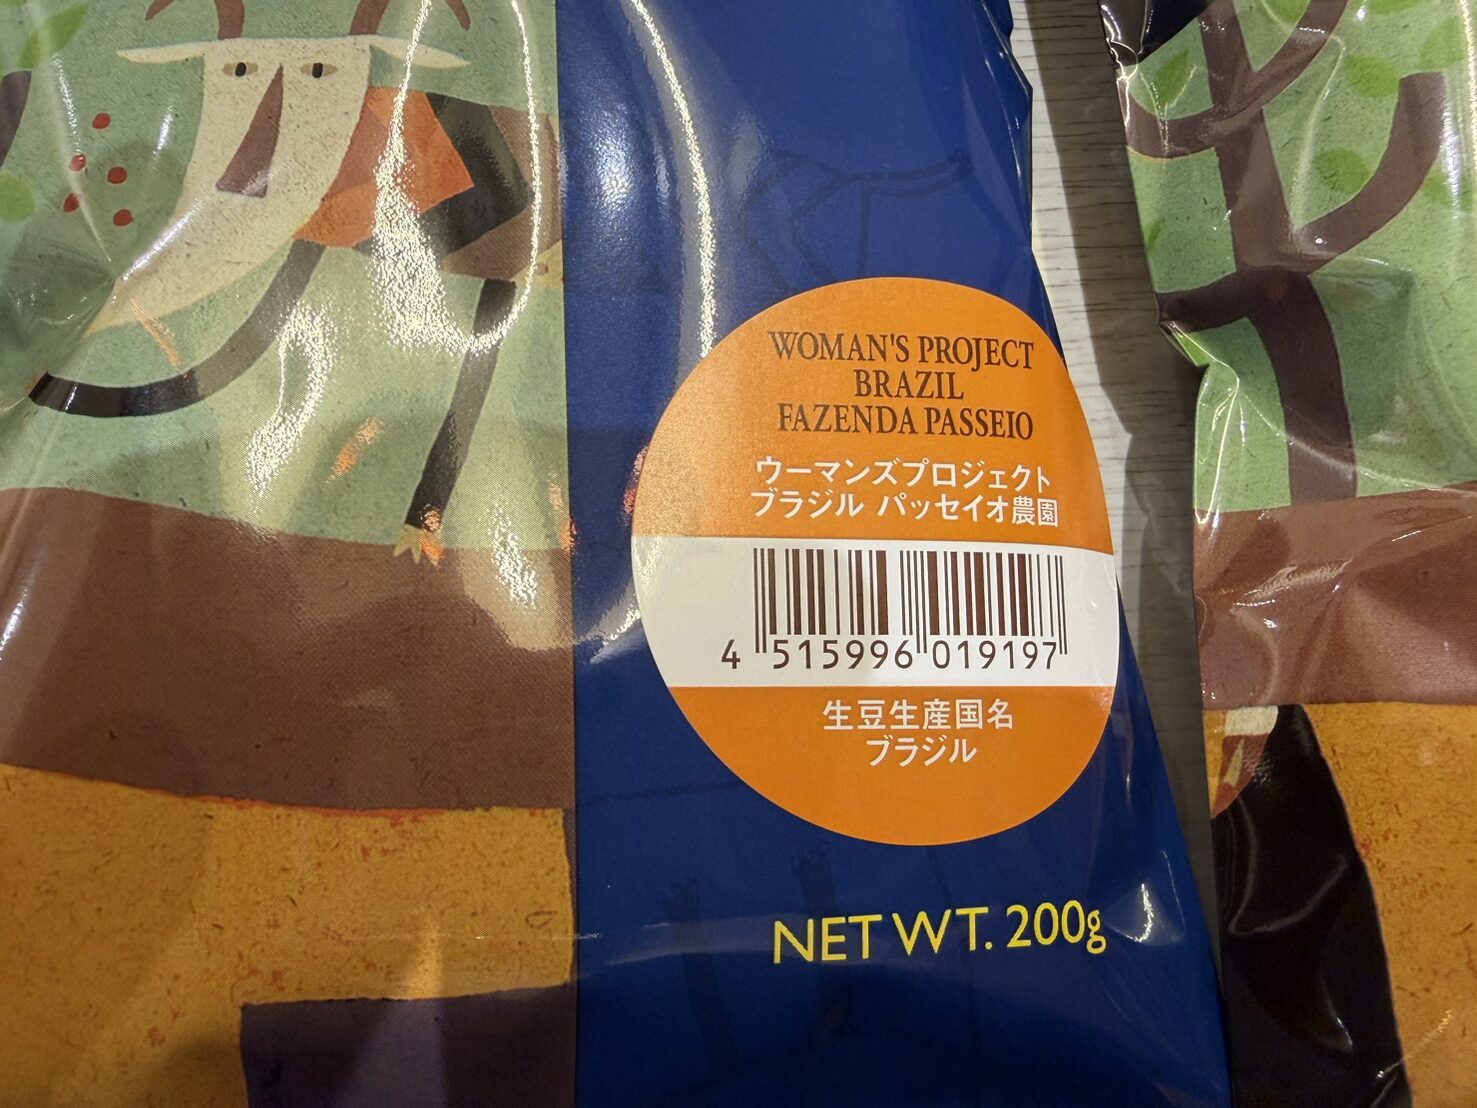 WOMAN'S PROJECT
BRAZIL
FAZENDA PASSEIO
ウーマンズプロジェクト
ブラジル パッセイオ農園
4 515996 019197
生豆生産国名
ブラジル
NET WT. 200g